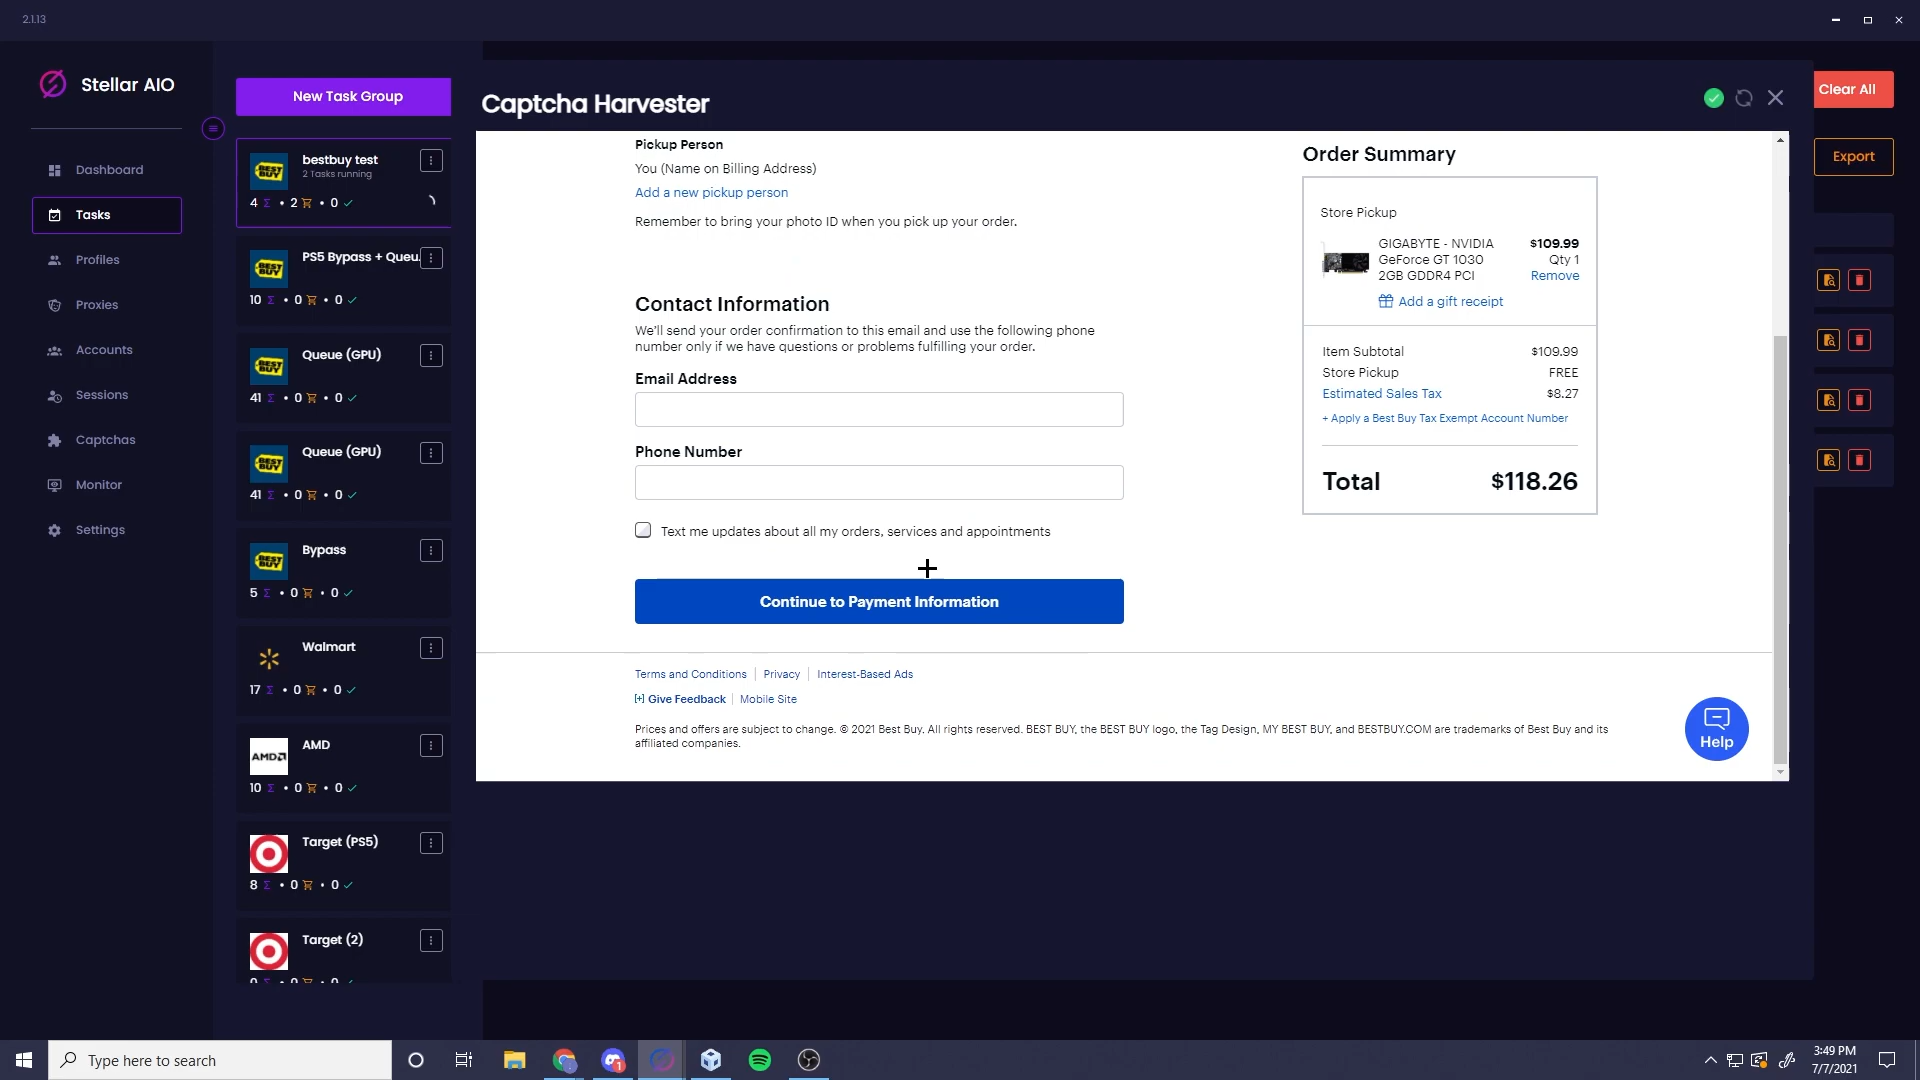 2.1.13
Stellar AIO
Dashboard
Tasks
Profiles
Proxies
Accounts
Sessions
Captchas
Monitor
Settings
New Task Group
bestbuy test
2 Tasks running
4 Σ • 2 • 0 ✓
PS5 Bypass + Queu.
10 Σ • 0 • 0 ✓
Queue (GPU)
41 Σ • 0 • 0 ✓
Queue (GPU)
41 Σ • 0 • 0 ✓
Bypass
5 Σ • 0 • 0 ✓
Walmart
17 Σ • 0 • 0 ✓
AMD
AMD
10 Σ • 0 • 0 ✓
Target (PS5)
8 Σ • 0 • 0 ✓
Target (2)
Captcha Harvester
Clear All
Export
Pickup Person
You (Name on Billing Address)
Add a new pickup person
Remember to bring your photo ID when you pick up your order.
Contact Information
We'll send your order confirmation to this email and use the following phone
number only if we have questions or problems fulfilling your order.
Email Address
Phone Number
Text me updates about all my orders, services and appointments
Continue to Payment Information
Order Summary
Store Pickup
GIGABYTE - NVIDIA $109.99
GeForce GT 1030 Qty 1
2GB GDDR4 PCI Remove
Add a gift receipt
Item Subtotal $109.99
Store Pickup FREE
Estimated Sales Tax $8.27
+ Apply a Best Buy Tax Exempt Account Number
Total $118.26
Terms and Conditions | Privacy | Interest-Based Ads
[+] Give Feedback | Mobile Site
Prices and offers are subject to change. © 2021 Best Buy. All rights reserved. BEST BUY, the BEST BUY logo, the Tag Design, MY BEST BUY, and BESTBUY.COM are trademarks of Best Buy and its
affiliated companies.
Help
Type here to search
1
3:49 PM
7/7/2021